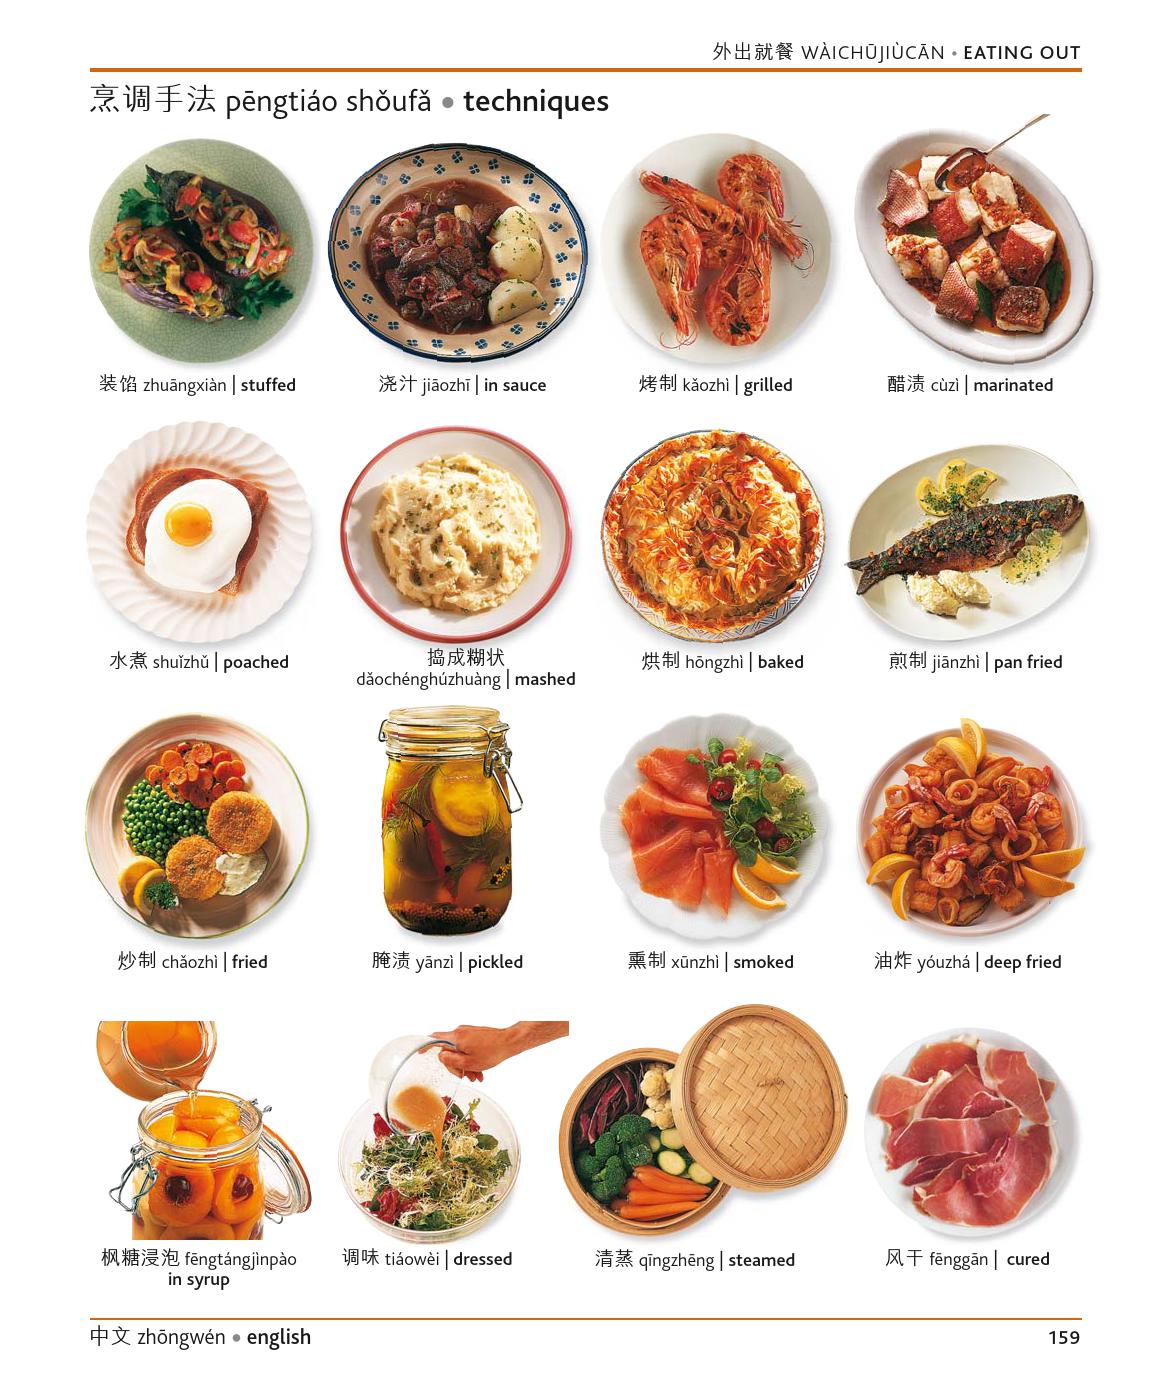 外出就餐 WÀICHŪJIÙCĀN • EATING OUT
烹调手法 pēngtiáo shǒufǎ • techniques
装馅 zhuāngxiàn | stuffed
浇汁 jiāozhī | in sauce
烤制 kǎozhì | grilled
醋渍 cùzì | marinated
水煮 shuǐzhǔ | poached
捣成糊状
dǎochénghúzhuàng | mashed
烘制 hōngzhì | baked
煎制 jiānzhì | pan fried
炒制 chǎozhì | fried
腌渍 yānzì | pickled
熏制 xūnzhì | smoked
油炸 yóuzhá | deep fried
枫糖浸泡 fēngtángjìnpào
in syrup
调味 tiáowèi | dressed
清蒸 qīngzhēng | steamed
风干 fēnggān | cured
中文 zhōngwén • english
159